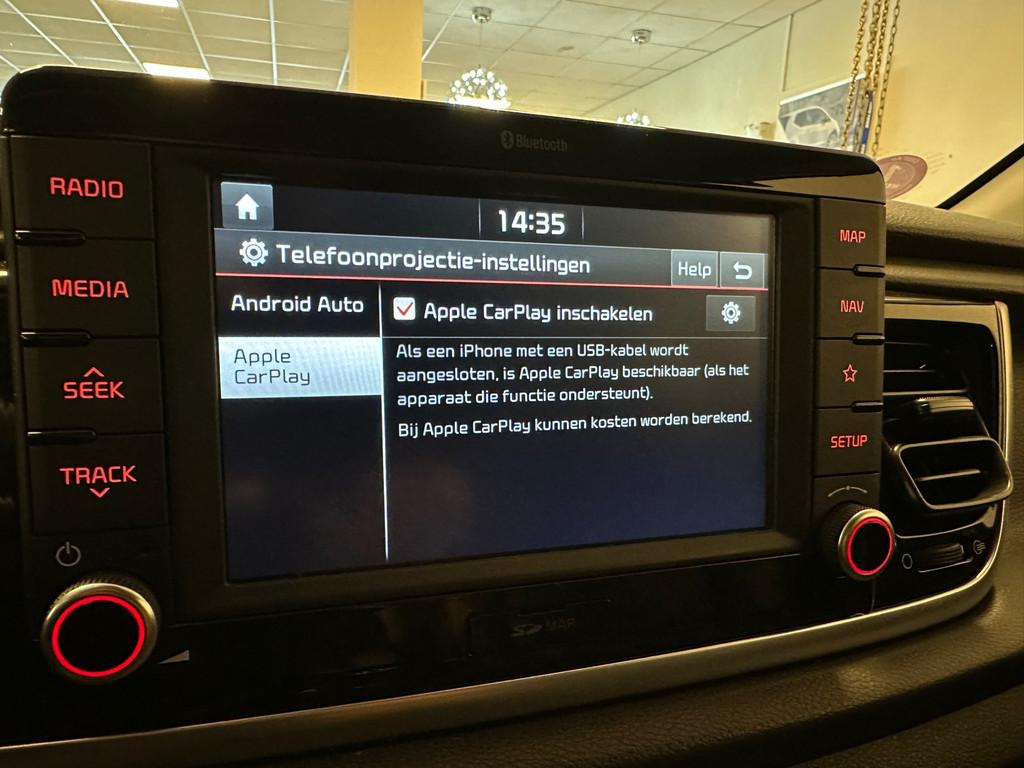 Bluetooth
RADIO
MEDIA
SEEK
TRACK
14:35
Telefoonprojectie-instellingen
Help
Android Auto
Apple
CarPlay
Apple CarPlay inschakelen
Als een iPhone met een USB-kabel wordt
aangesloten, is Apple CarPlay beschikbaar (als het
apparaat die functie ondersteunt).
Bij Apple CarPlay kunnen kosten worden berekend.
MAP
NAV
SETUP
SD MAP